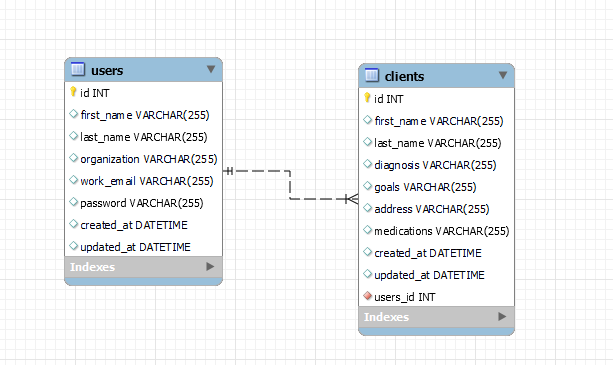 users
id INT
first_name VARCHAR(255)
last_name VARCHAR(255)
organization VARCHAR(255)
work_email VARCHAR(255)
password VARCHAR(255)
created_at DATETIME
updated_at DATETIME
Indexes
clients
id INT
first_name VARCHAR(255)
last_name VARCHAR(255)
diagnosis VARCHAR(255)
goals VARCHAR(255)
address VARCHAR(255)
medications VARCHAR(255)
created_at DATETIME
updated_at DATETIME
users_id INT
Indexes